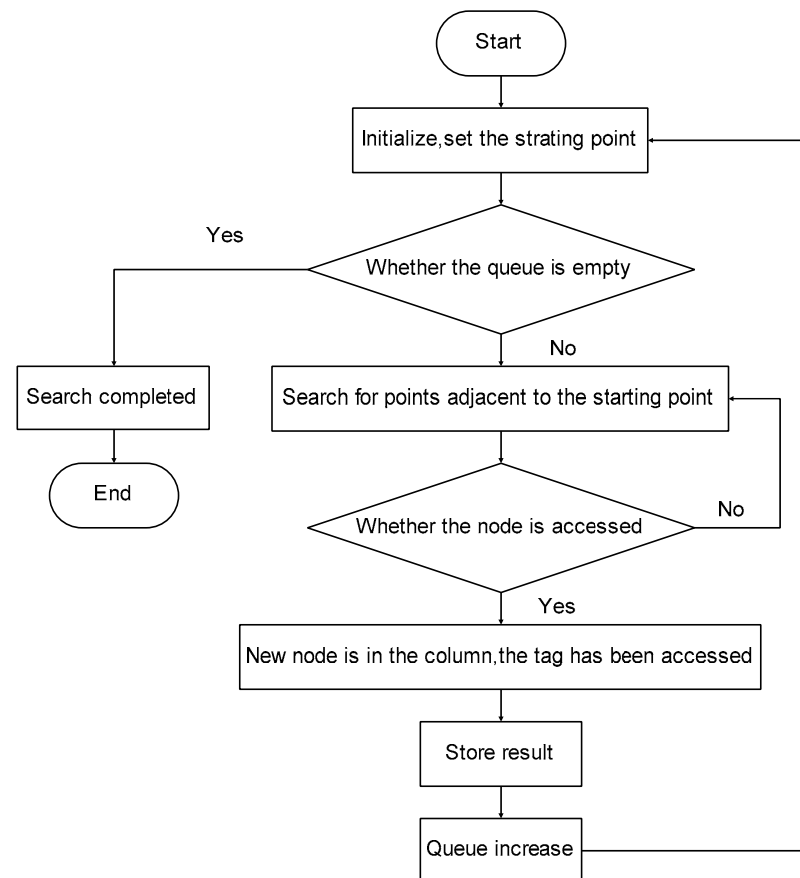 Start
Initialize,set the strating point
Yes
Whether the queue is empty
No
Search completed
Search for points adjacent to the starting point
End
Whether the node is accessed
No
Yes
New node is in the column,the tag has been accessed
Store result
Queue increase